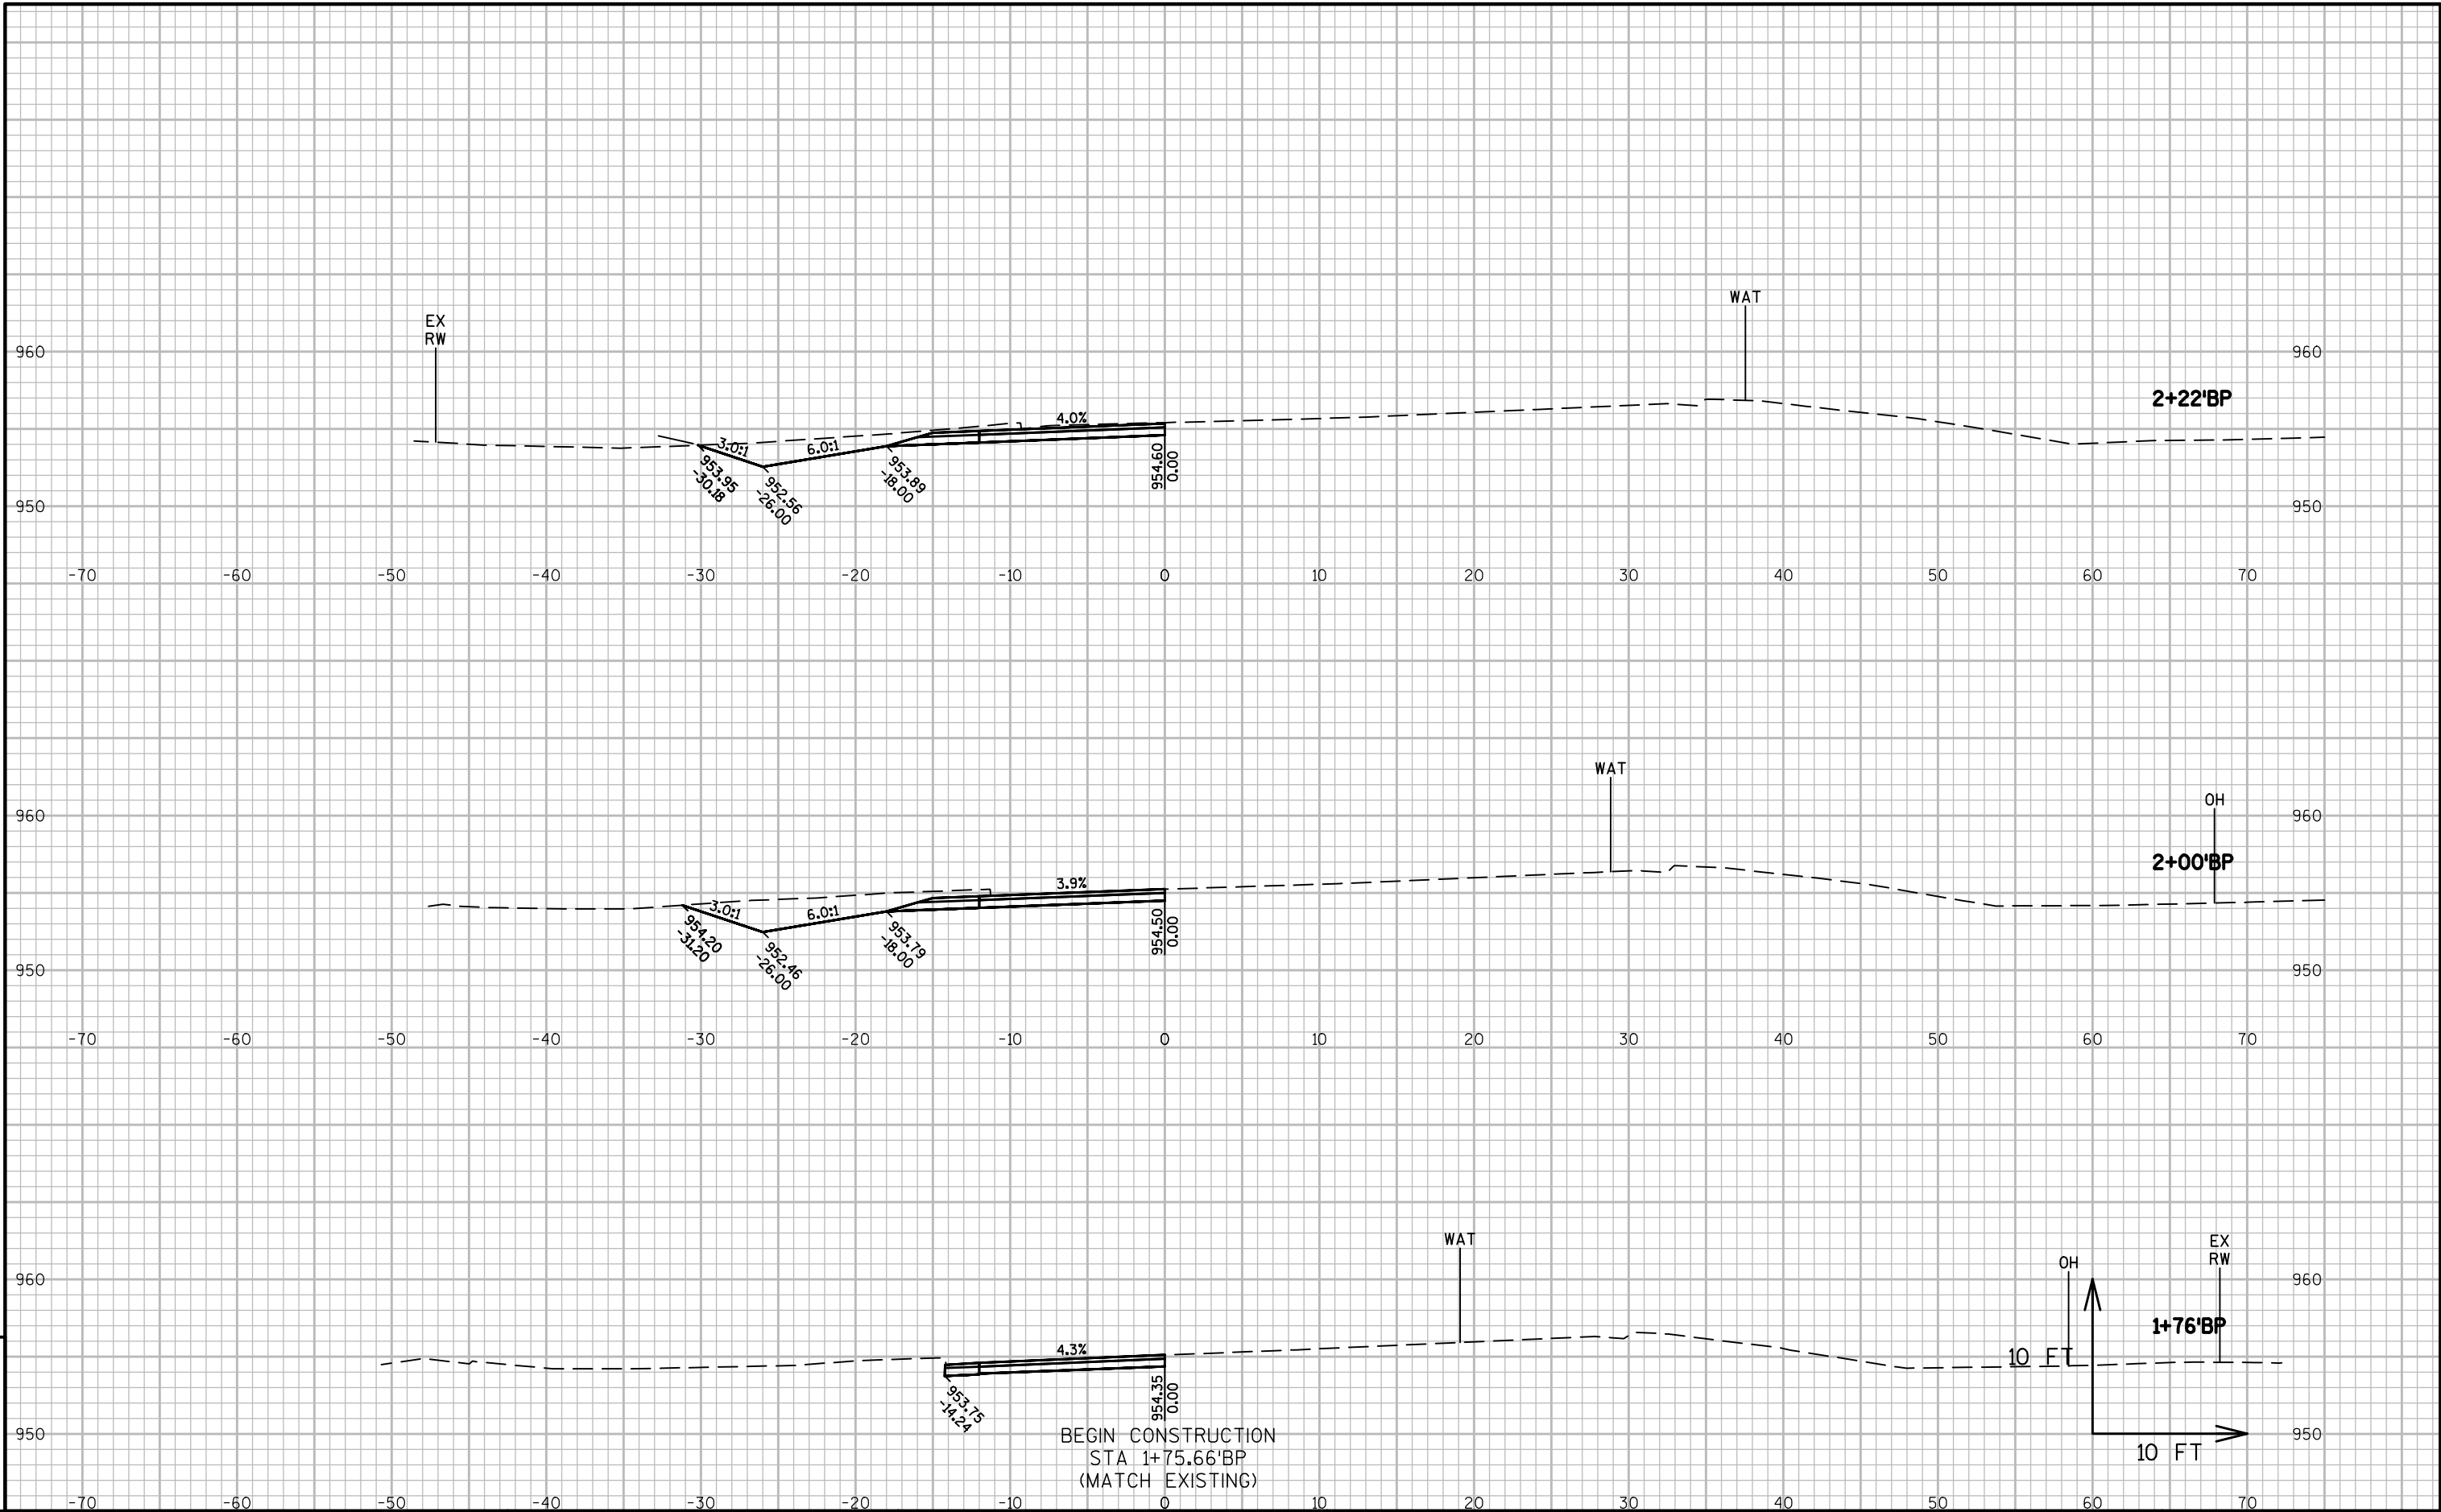 WAT
EX
RW
960
960
4.0%
2+22'BP
3.0:1
6.0:1
953.95
-30.18
952.56
-26.00
953.89
-18.00
954.60
0.00
950
950
-70 -60 -50 -40 -30 -20 -10 0 10 20 30 40 50 60 70
WAT
OH
960
960
3.9%
2+00'BP
3.0:1
6.0:1
954.20
-31.20
952.46
-26.00
953.79
-18.00
954.50
0.00
950
950
-70 -60 -50 -40 -30 -20 -10 0 10 20 30 40 50 60 70
WAT
EX
RW
OH
960
960
4.3%
1+76'BP
10 FT
953.75
-14.24
954.35
0.00
950
950
BEGIN CONSTRUCTION
STA 1+75.66'BP
(MATCH EXISTING)
10 FT
-70 -60 -50 -40 -30 -20 -10 0 10 20 30 40 50 60 70